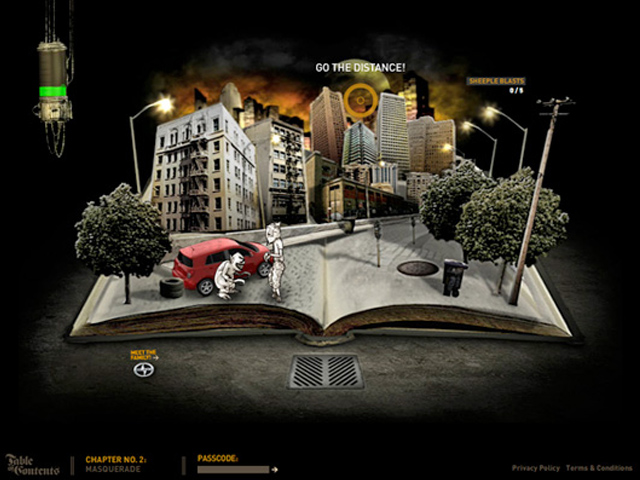 GO THE DISTANCE!
SHEEPLE BLASTS
0/5
MEET THE
FAMILY!
Table
of Contents
CHAPTER NO. 2:
MASQUERADE
PASSCODE:
Privacy Policy Terms & Conditions